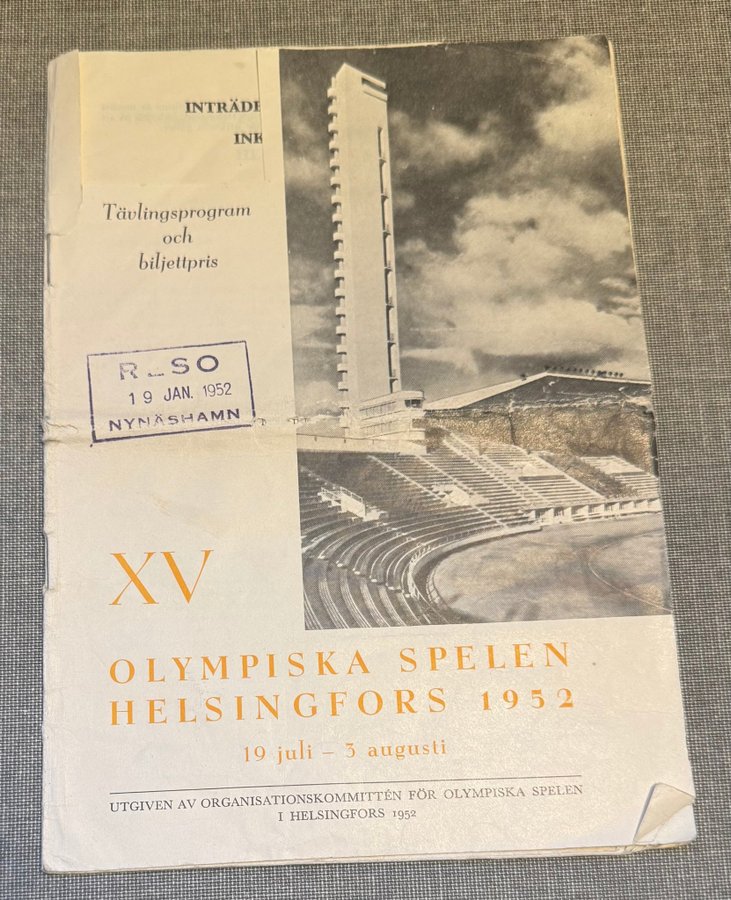 INTRÄDE
INK
Tävlingsprogram
och
biljettpris
SO
19 JAN. 1952
NYNÄSHAMN
XV
OLYMPISKA SPELEN
HELSINGFORS 1952
19 juli – 3 augusti
UTGIVEN AV ORGANISATIONSKOMMITTÉN FÖR OLYMPISKA SPELEN
I HELSINGFORS 1952